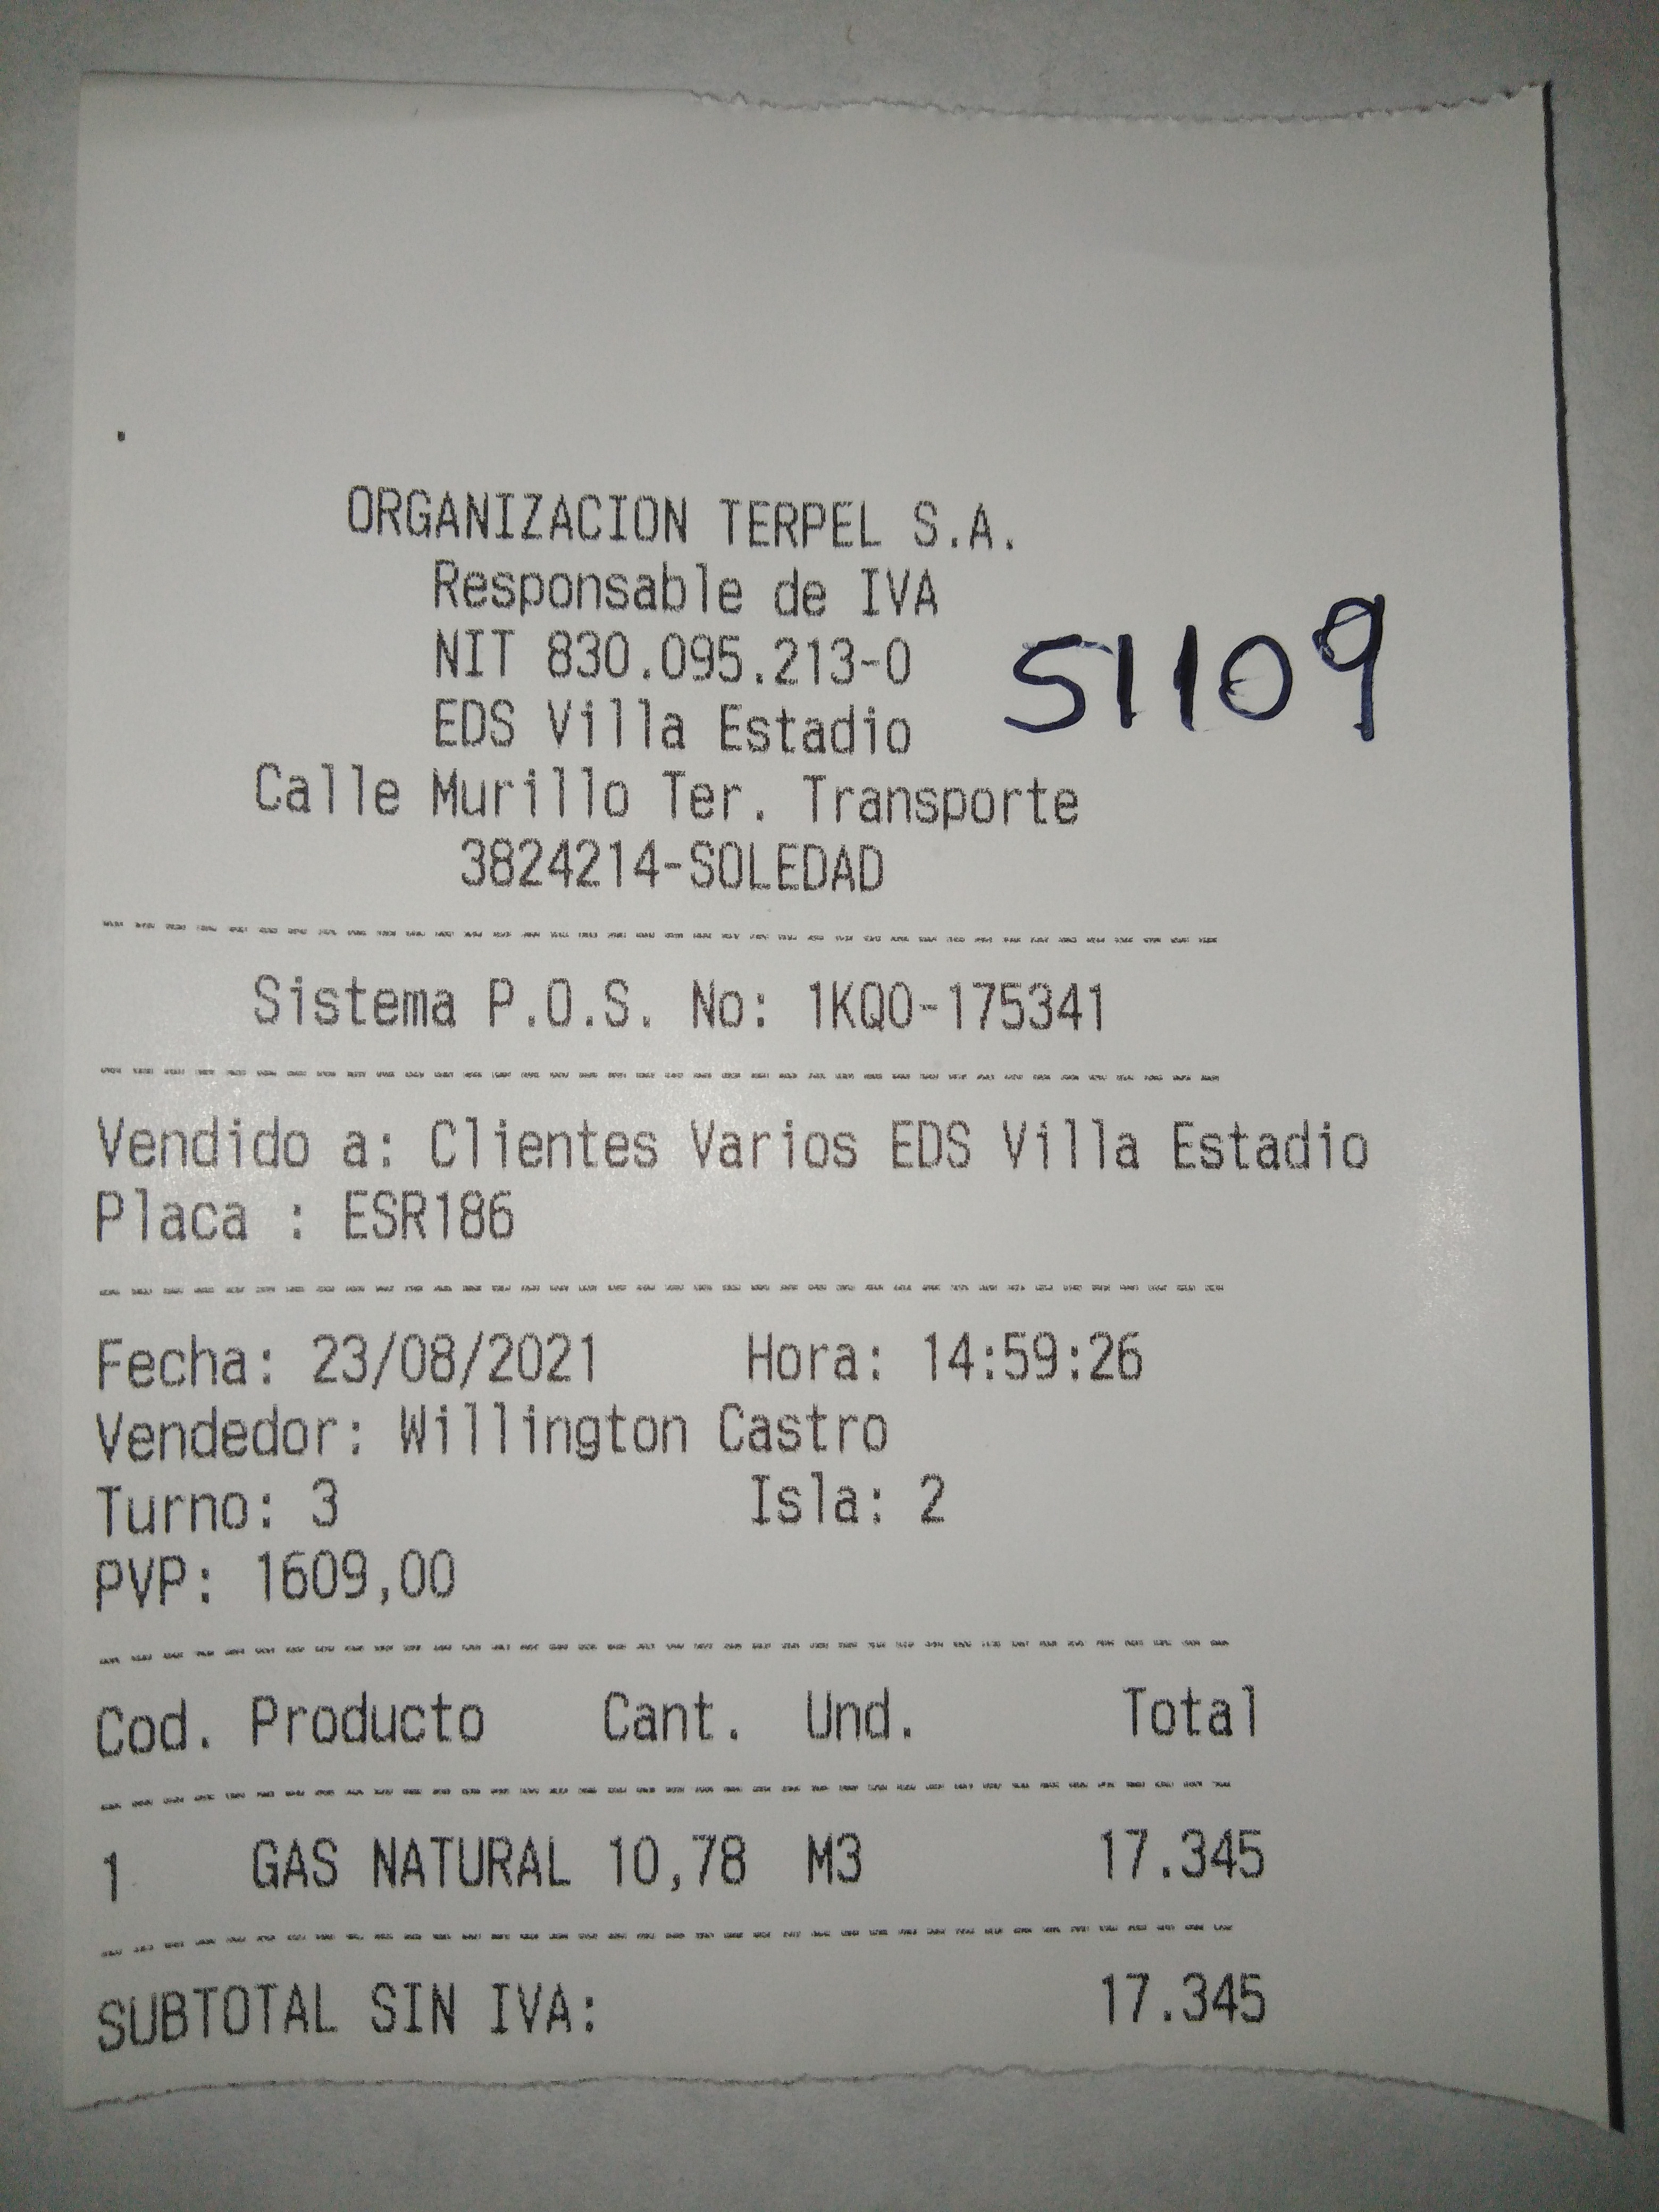 ORGANIZACION TERPEL S.A.
Responsable de IVA
NIT 830.095.213-0
51109
EDS Villa Estadio
Calle Murillo Ter. Transporte
3824214-SOLEDAD
Sistema P.O.S. No: 1KQ0-175341
Vendido a: Clientes Varios EDS Villa Estadio
Placa : ESR186
Fecha: 23/08/2021 Hora: 14:59:26
Vendedor: Willington Castro
Turno: 3 Isla: 2
PVP: 1609,00
Cod. Producto Cant. Und. Total
1 GAS NATURAL 10,78 M3 17.345
SUBTOTAL SIN IVA: 17.345